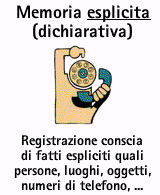 Memoria esplicita
(dichiarativa)
Registrazione conscia
di fatti espliciti quali
persone, luoghi, oggetti,
numeri di telefono, ...